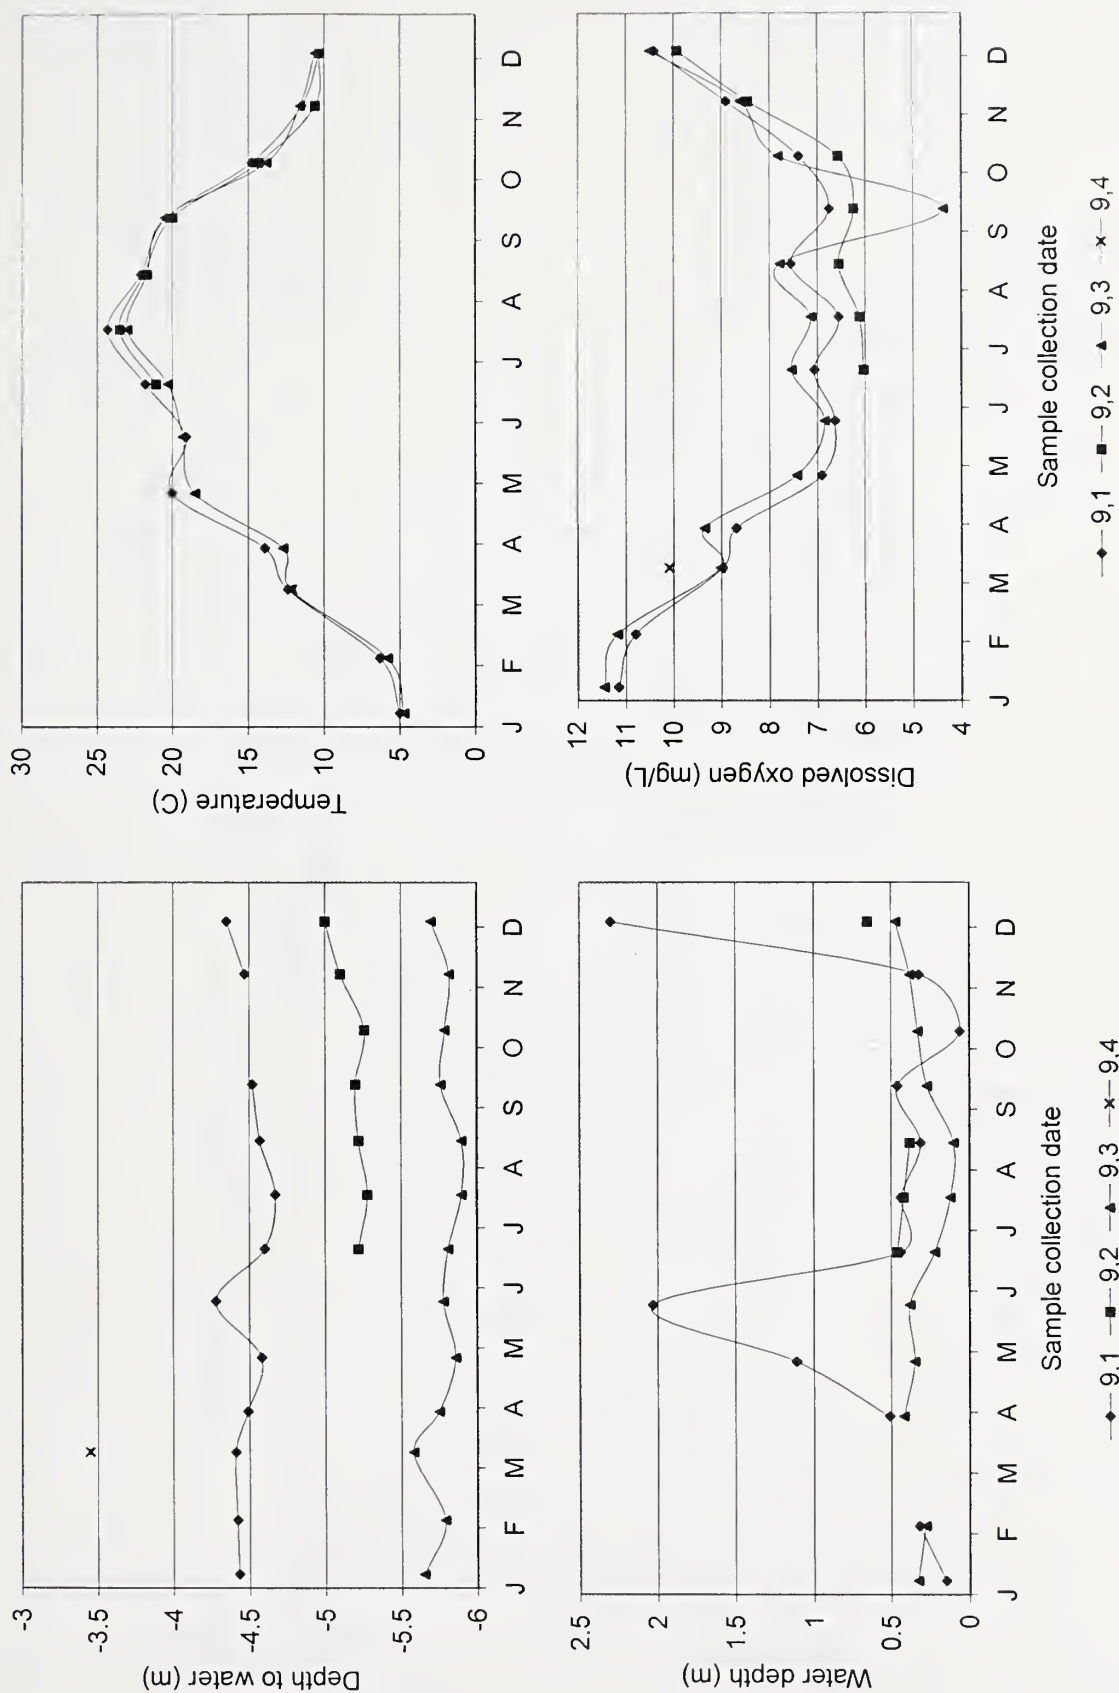 -3
-3.5
-4
-4.5
-5
-5.5
-6
Depth to water (m)
J F M A M J J A S O N D
30
25
20
15
10
5
0
Temperature (C)
J F M A M J J A S O N D
2.5
2
1.5
1
0.5
0
Water depth (m)
J F M A M J J A S O N D
Sample collection date
9,1 9,2 9,3 9,4
12
11
10
9
8
7
6
5
4
Dissolved oxygen (mg/L)
J F M A M J J A S O N D
Sample collection date
9,1 9,2 9,3 9,4